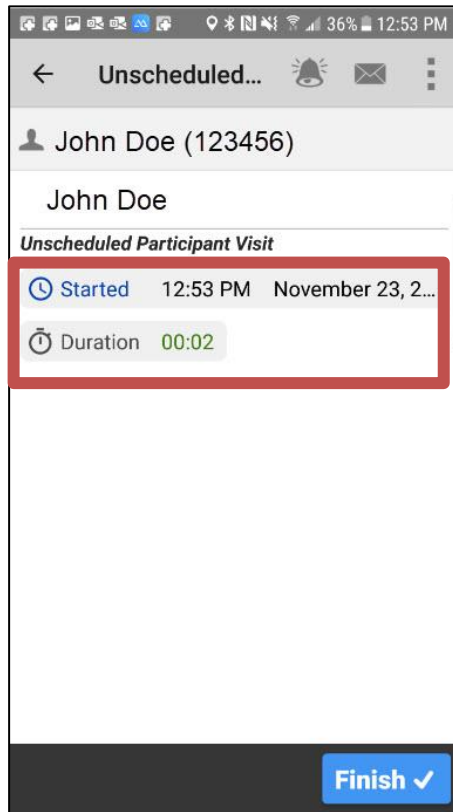 36% 12:53 PM
Unscheduled...
John Doe (123456)
John Doe
Unscheduled Participant Visit
Started 12:53 PM November 23, 2...
Duration 00:02
Finish